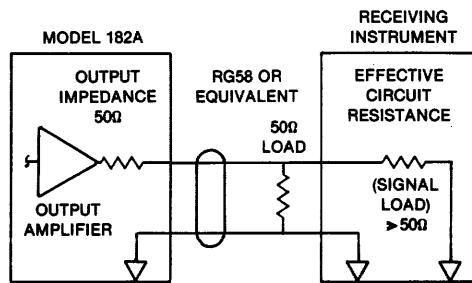 MODEL 182A
OUTPUT
IMPEDANCE
50Ω
OUTPUT
AMPLIFIER
RG58 OR
EQUIVALENT
50Ω
LOAD
RECEIVING
INSTRUMENT
EFFECTIVE
CIRCUIT
RESISTANCE
(SIGNAL
LOAD)
⩾50Ω